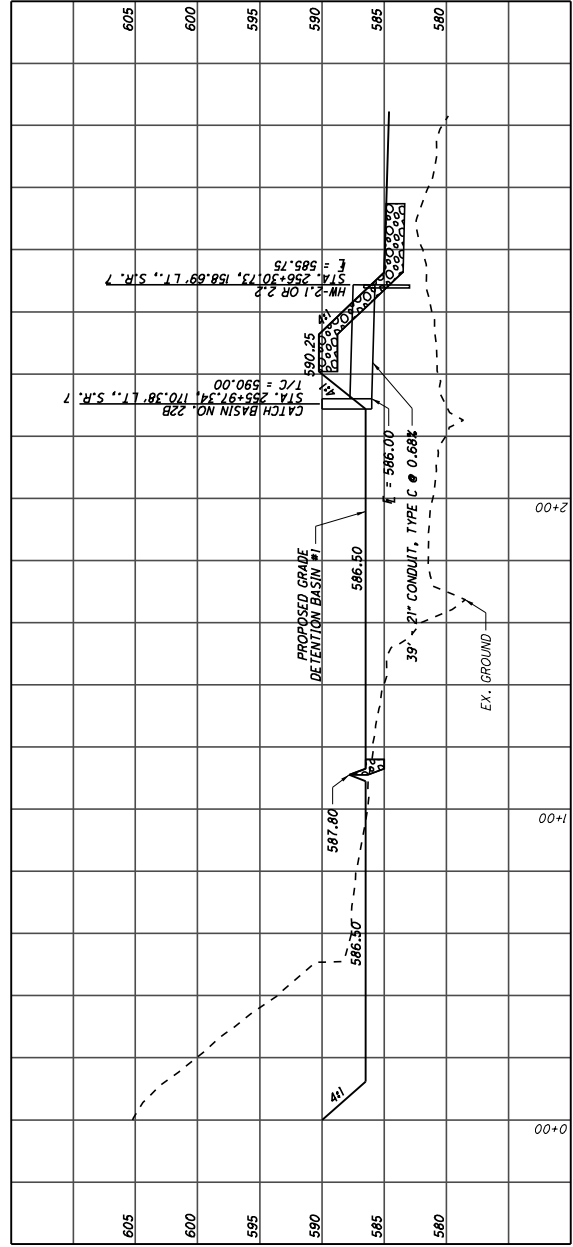 605
600
595
590
585
580
HW-2.1 OR 2.2
STA. 256+30.73, 158.69' LT., S.R. 7
₤ = 585.75
4:1
590.25
4:1
CATCH BASIN NO. 22B
STA. 255+97.34, 170.38' LT., S.R. 7
T/C = 590.00
₤ = 586.00
39', 21" CONDUIT, TYPE C @ 0.68%
2+00
PROPOSED GRADE
DETENTION BASIN #1
586.50
EX. GROUND
587.80
1+00
586.50
4:1
0+00
605
600
595
590
585
580